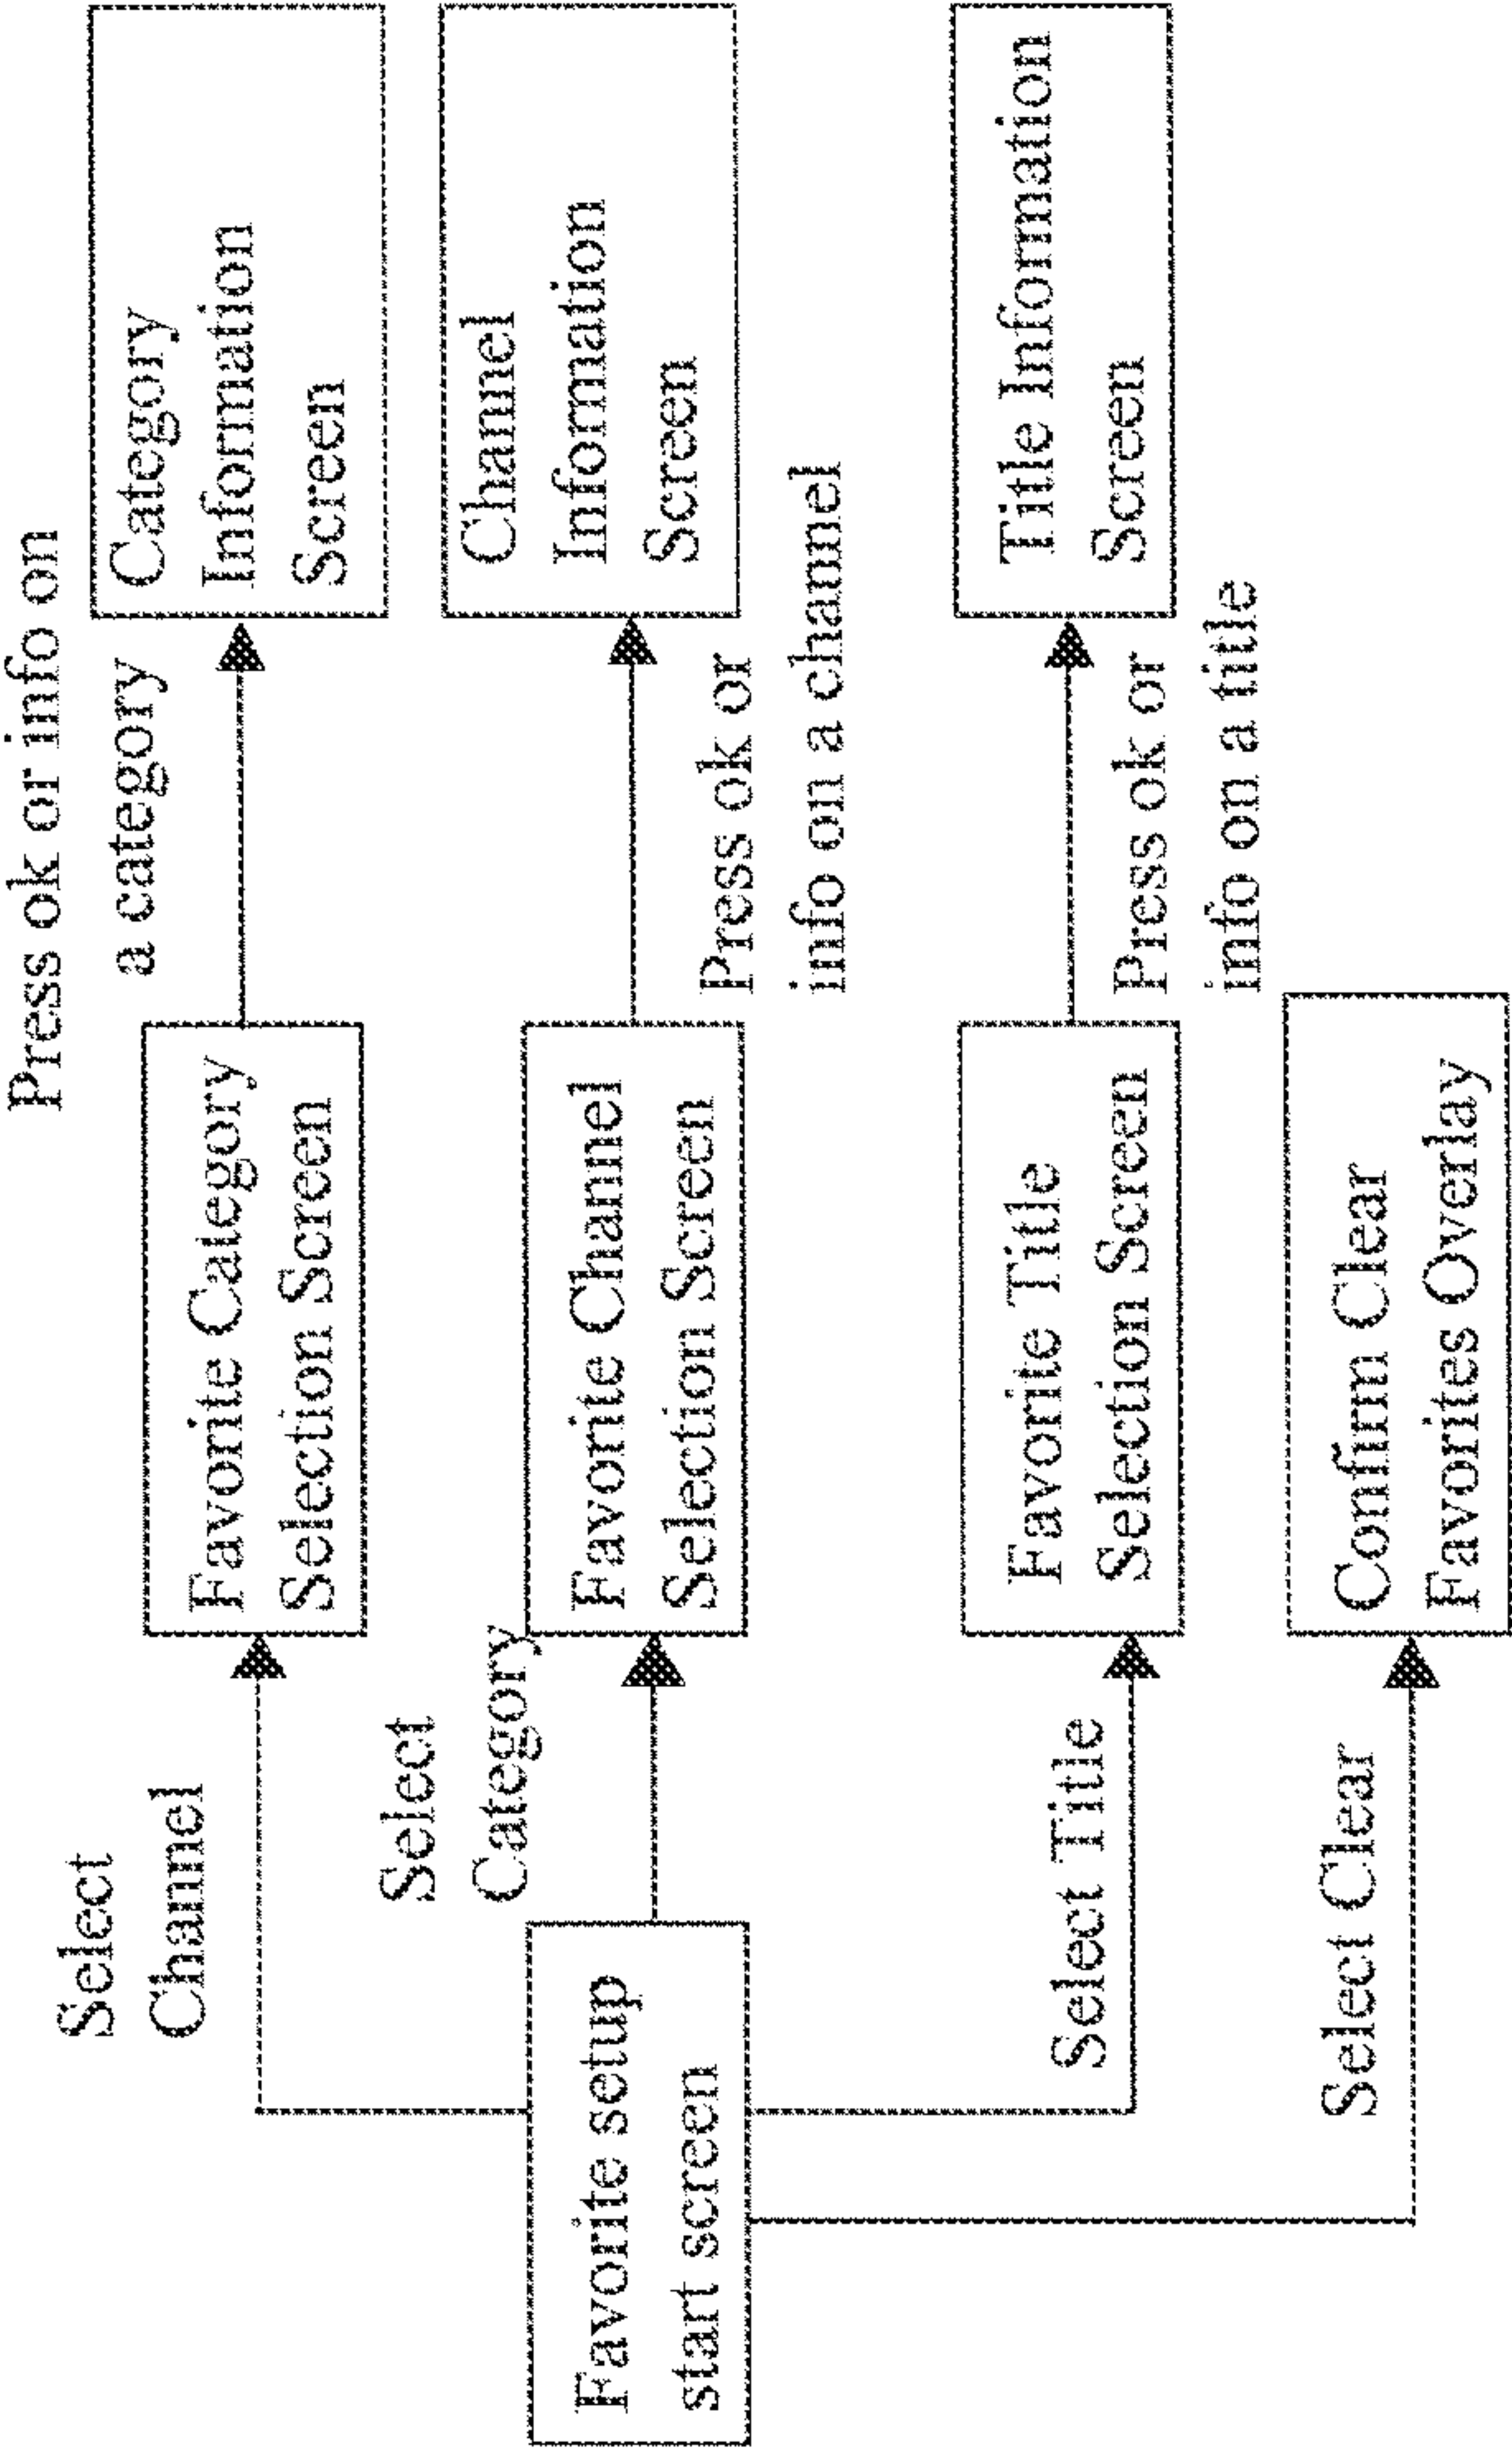 Press ok or info on
a category
Select
Channel
Favorite Category
Selection Screen
Category
Information
Screen
Select
Category
Favorite setup
start screen
Favorite Channel
Selection Screen
Channel
Information
Screen
Press ok or
info on a channel
Select Title
Favorite Title
Selection Screen
Title Information
Screen
Press ok or
info on a title
Select Clear
Confirm Clear
Favorites Overlay